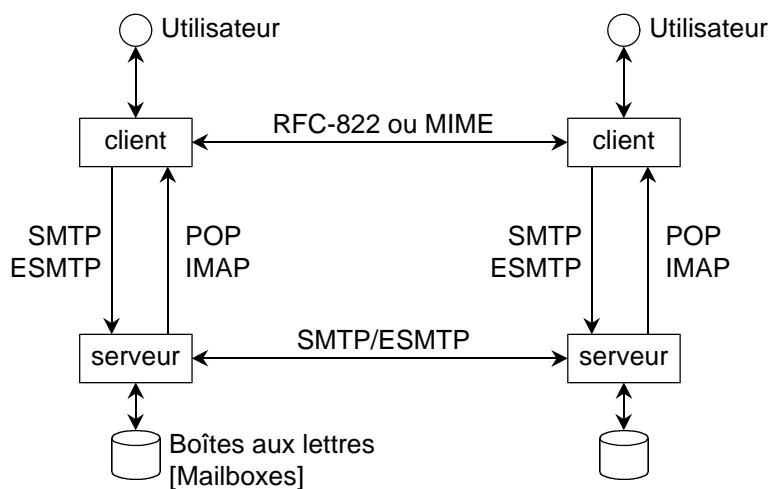 Utilisateur
Utilisateur
client
RFC-822 ou MIME
client
SMTP
ESMTP
POP
IMAP
SMTP
ESMTP
POP
IMAP
serveur
SMTP/ESMTP
serveur
Boîtes aux lettres
[Mailboxes]